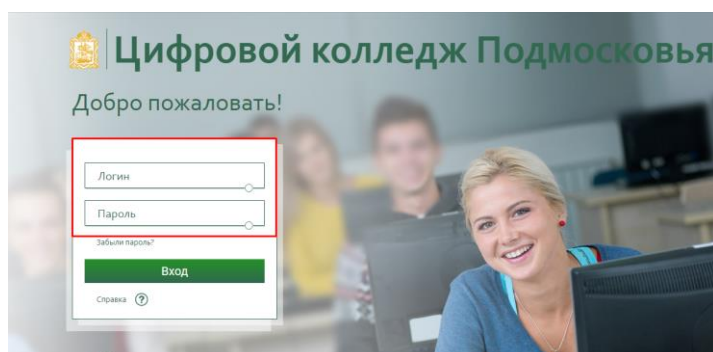 Цифровой колледж Подмосковья
Добро пожаловать!
Логин
Пароль
Забыли пароль?
Вход
Справка ?